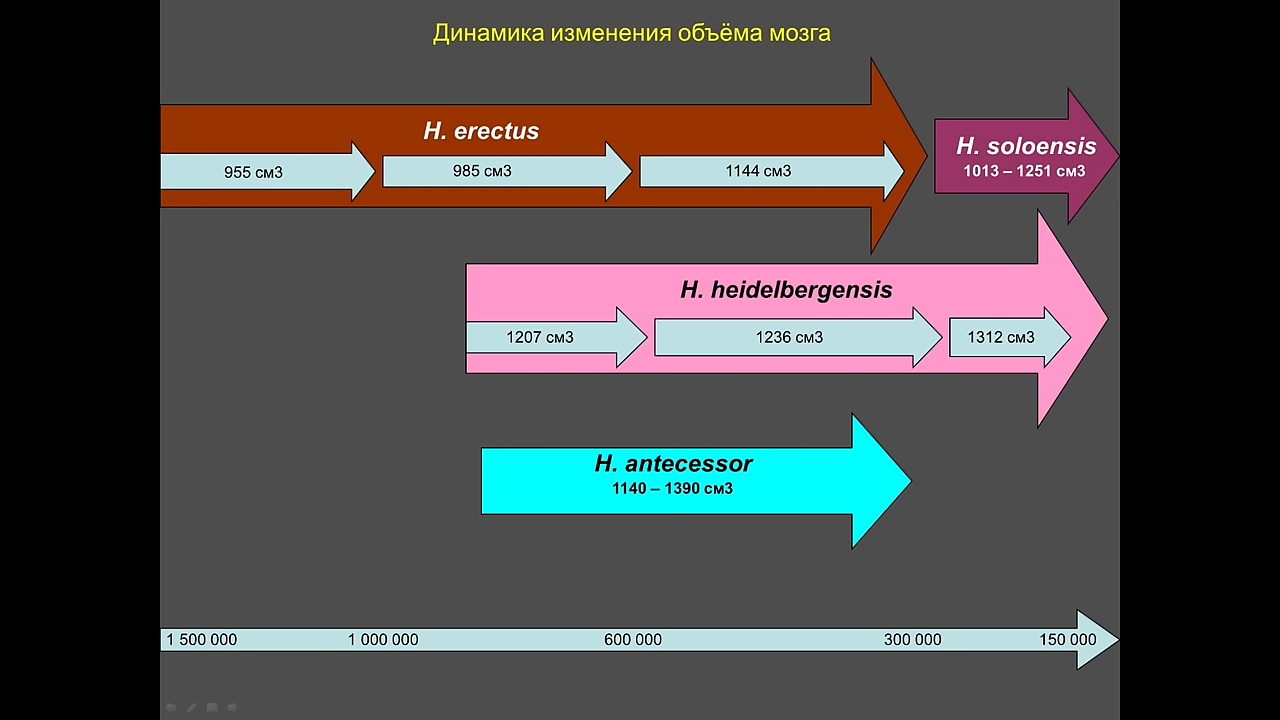 Динамика изменения объёма мозга
H. erectus
955 см3
985 см3
1144 см3
H. soloensis
1013 – 1251 см3
H. heidelbergensis
1207 см3
1236 см3
1312 см3
H. antecessor
1140 – 1390 см3
1 500 000
1 000 000
600 000
300 000
150 000